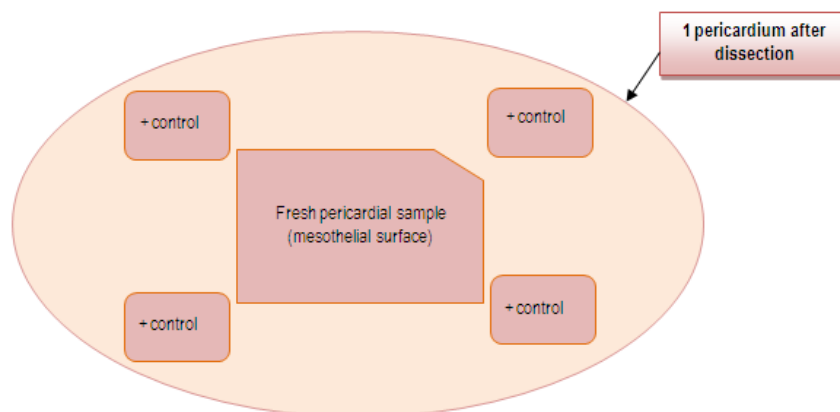 1 pericardium after
dissection
+ control
+ control
Fresh pericardial sample
(mesothelial surface)
+ control
+ control